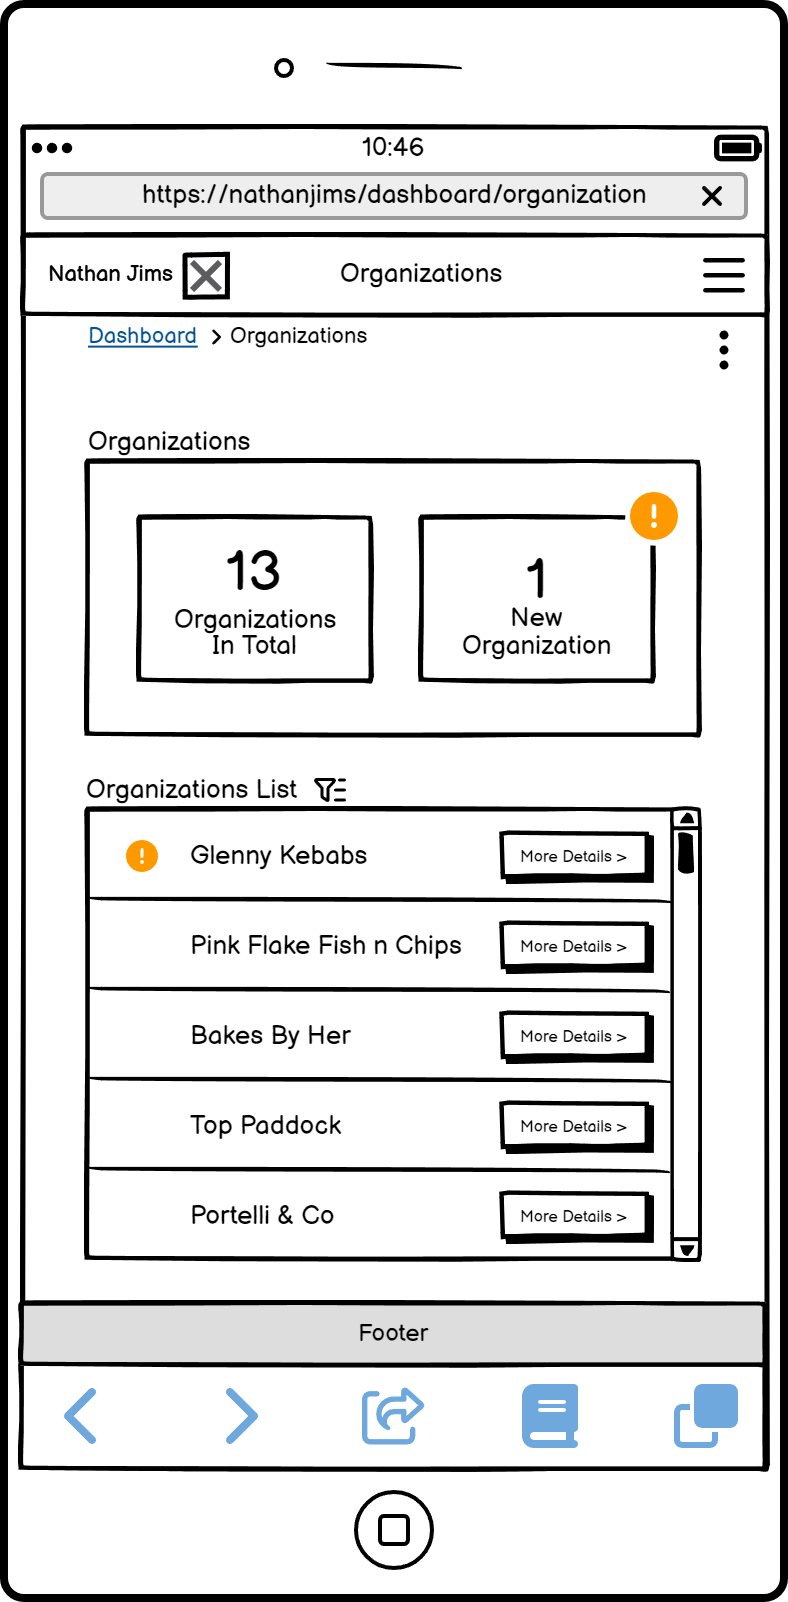 10:46
https://nathanjims/dashboard/organization
Nathan Jims
Organizations
Dashboard > Organizations
Organizations
13
Organizations
In Total
1
New
Organization
Organizations List
Glenny Kebabs
More Details >
Pink Flake Fish n Chips
More Details >
Bakes By Her
More Details >
Top Paddock
More Details >
Portelli & Co
More Details >
Footer